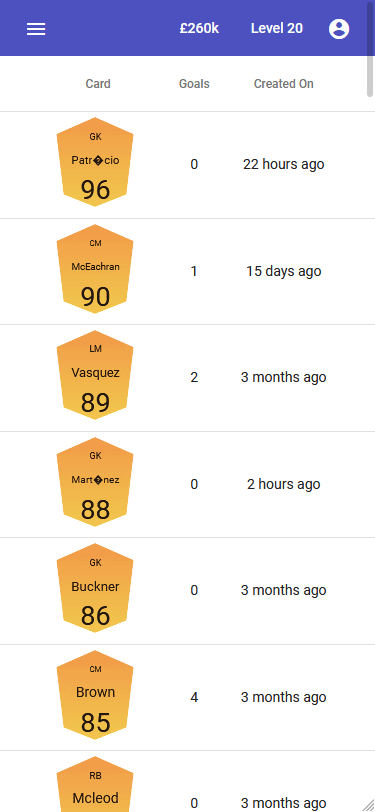 £260k Level 20
Card Goals Created On
GK
Patr�cio
96
0 22 hours ago
CM
McEachran
90
1 15 days ago
LM
Vasquez
89
2 3 months ago
GK
Mart�nez
88
0 2 hours ago
GK
Buckner
86
0 3 months ago
CM
Brown
85
4 3 months ago
RB
Mcleod
0 3 months ago